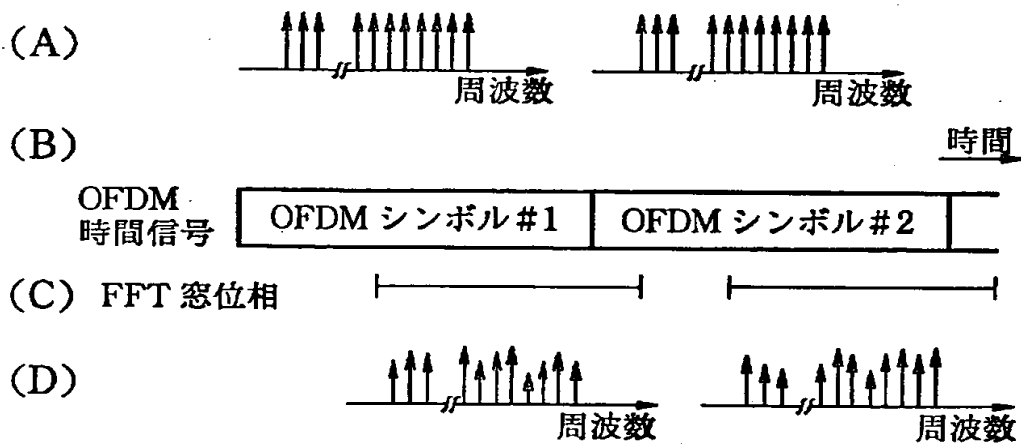 (A)
周波数
周波数
(B)
時間
OFDM
時間信号
OFDM シンボル #1
OFDM シンボル #2
(C) FFT 窓位相
(D)
周波数
周波数